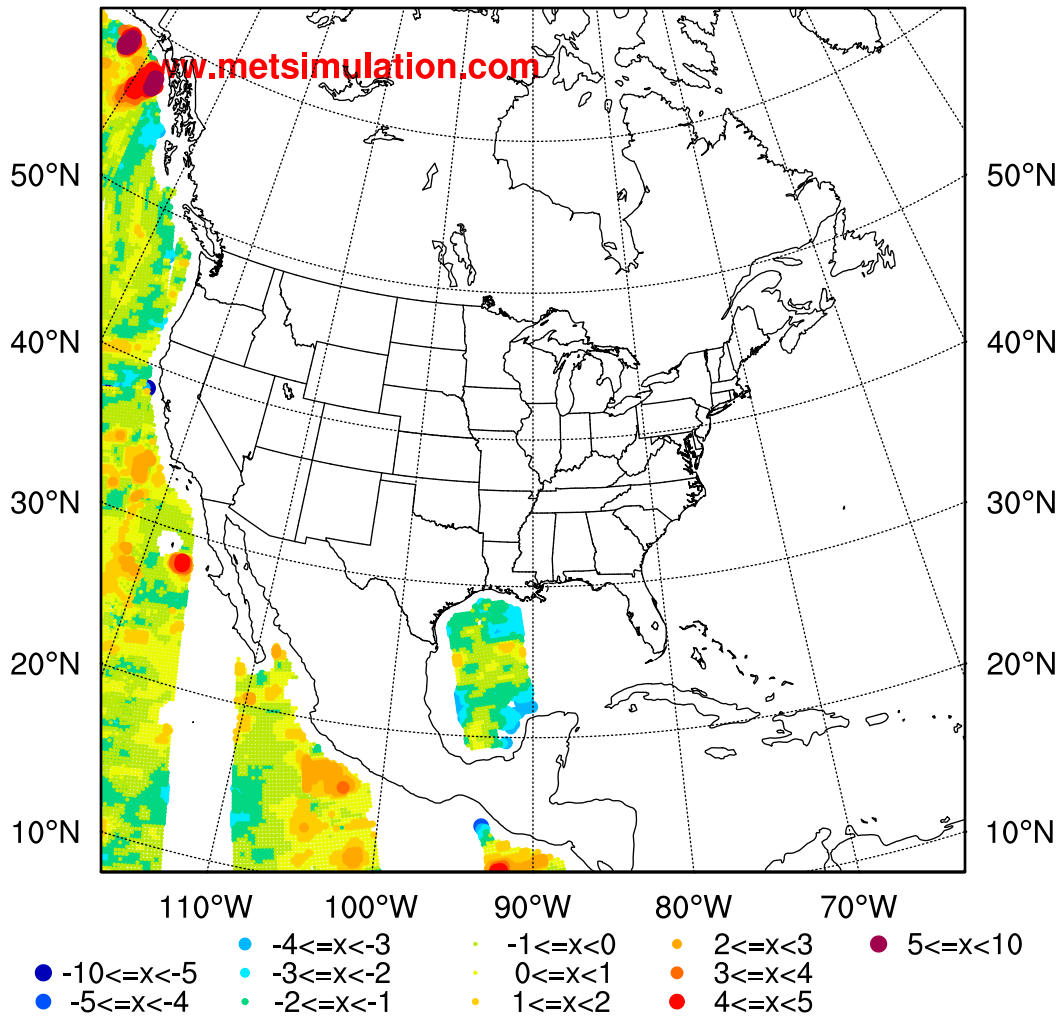 ww.metsimulation.com
50°N 50°N
40°N 40°N
30°N 30°N
20°N 20°N
10°N 10°N
110°W 100°W 90°W 80°W 70°W
-4<=x<-3 -1<=x<0 2<=x<3 5<=x<10
-10<=x<-5 -3<=x<-2 0<=x<1 3<=x<4
-5<=x<-4 -2<=x<-1 1<=x<2 4<=x<5